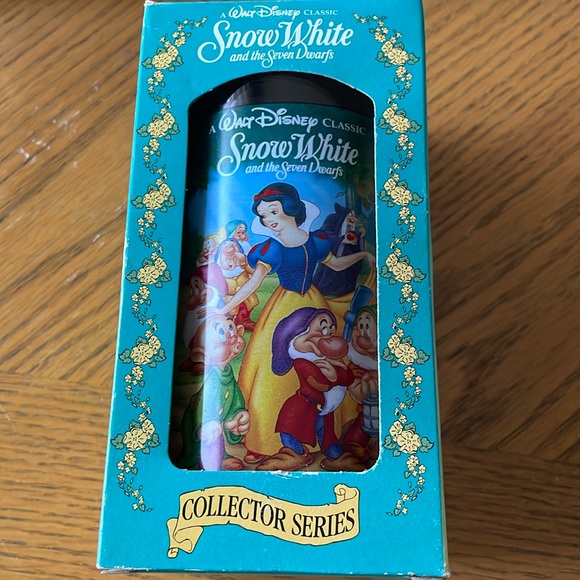 A WALT DISNEY CLASSIC
Snow White
and the Seven Dwarfs
A WALT DISNEY CLASSIC
Snow White
and the Seven Dwarfs
COLLECTOR SERIES